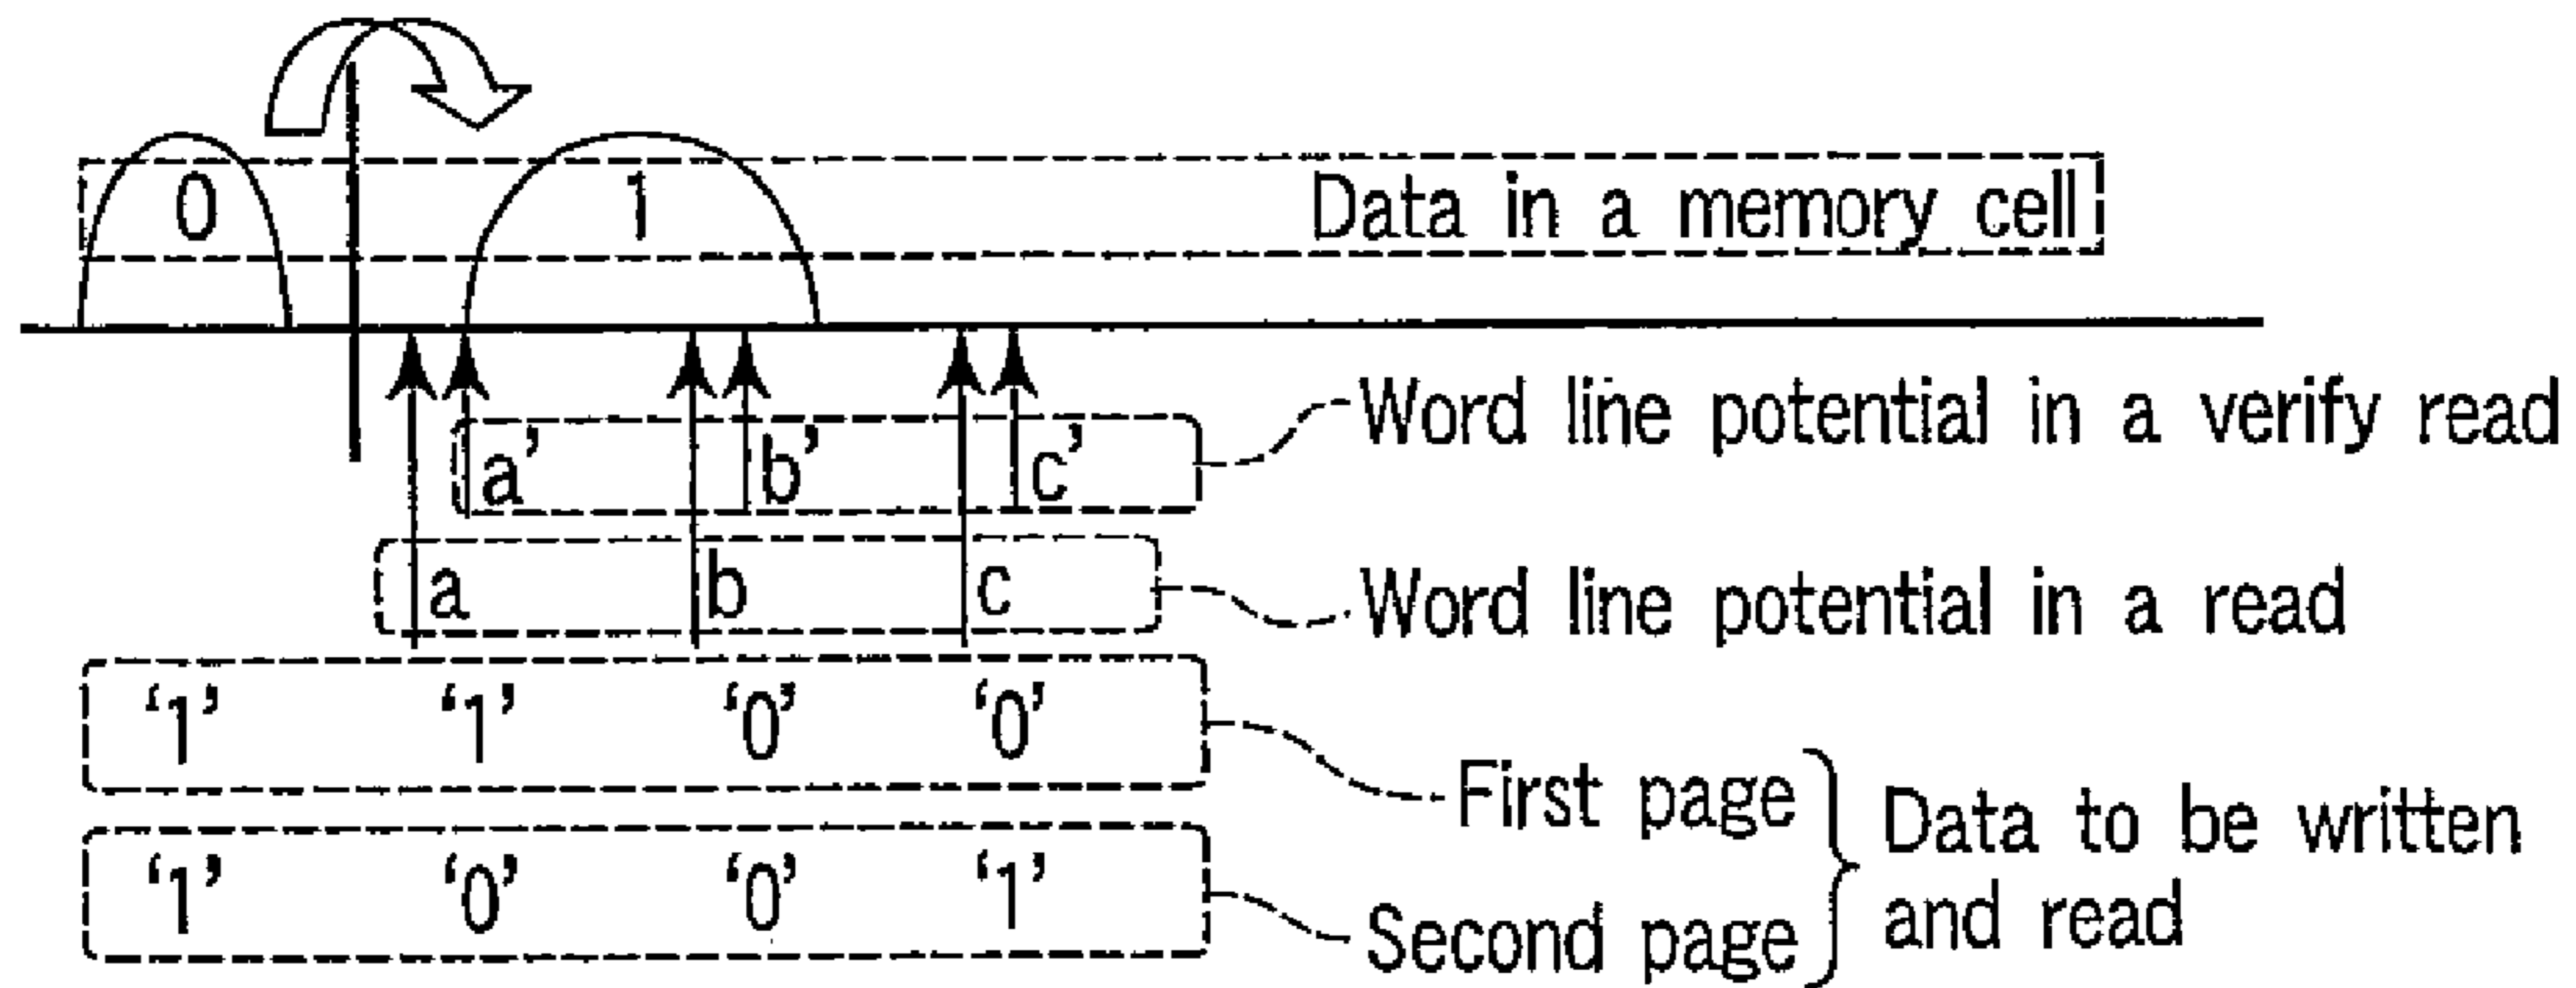 0 1 Data in a memory cell
a' b' c' Word line potential in a verify read
a b c Word line potential in a read
‘1’ ‘1’ ‘0’ ‘0’
First page
‘1’ ‘0’ ‘0’ ‘1’
Second page
Data to be written
and read